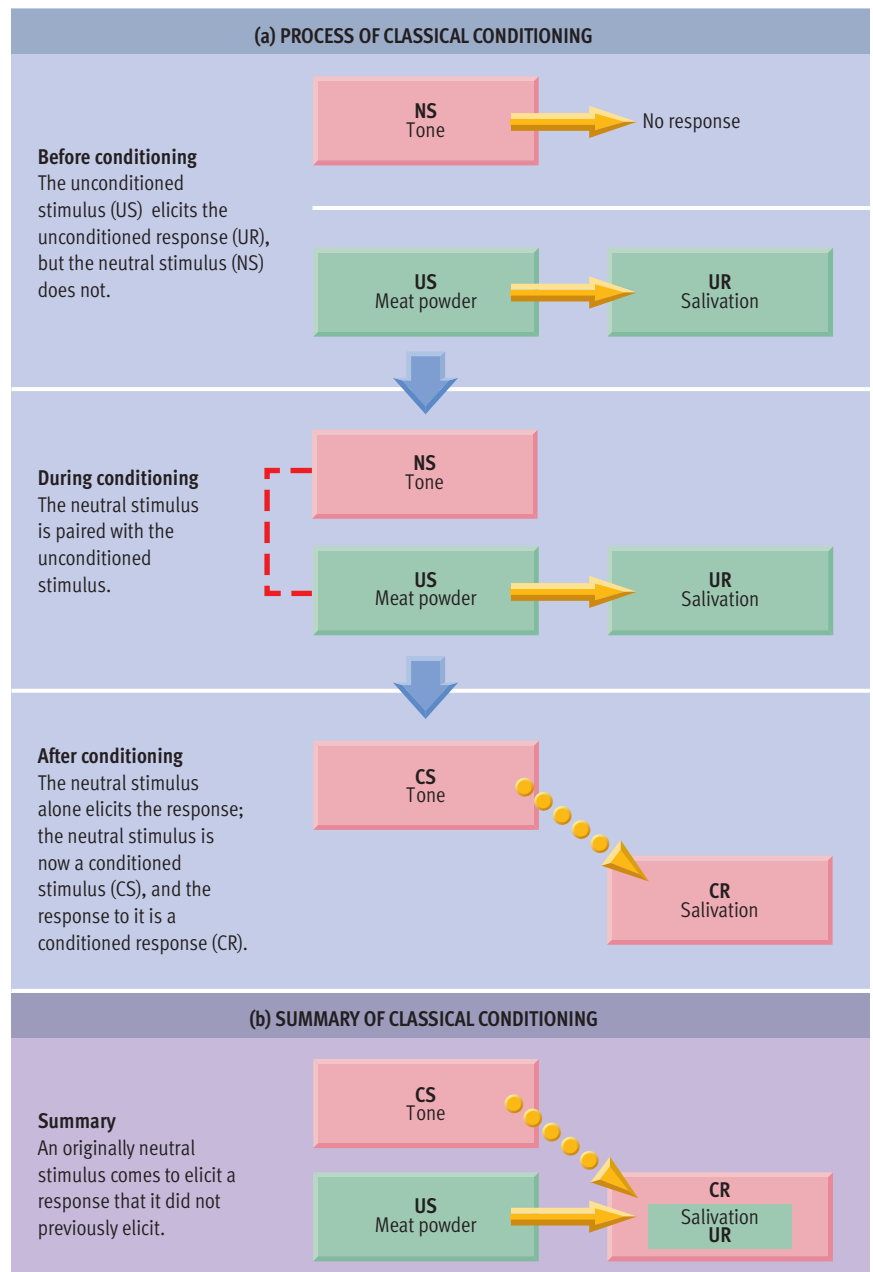 (a) PROCESS OF CLASSICAL CONDITIONING
Before conditioning
The unconditioned
stimulus (US) elicits the
unconditioned response (UR),
but the neutral stimulus (NS)
does not.
NS
Tone
No response
US
Meat powder
UR
Salivation
During conditioning
The neutral stimulus
is paired with the
unconditioned
stimulus.
NS
Tone
US
Meat powder
UR
Salivation
After conditioning
The neutral stimulus
alone elicits the response;
the neutral stimulus is
now a conditioned
stimulus (CS), and the
response to it is a
conditioned response (CR).
CS
Tone
CR
Salivation
(b) SUMMARY OF CLASSICAL CONDITIONING
Summary
An originally neutral
stimulus comes to elicit a
response that it did not
previously elicit.
CS
Tone
US
Meat powder
CR
Salivation
UR